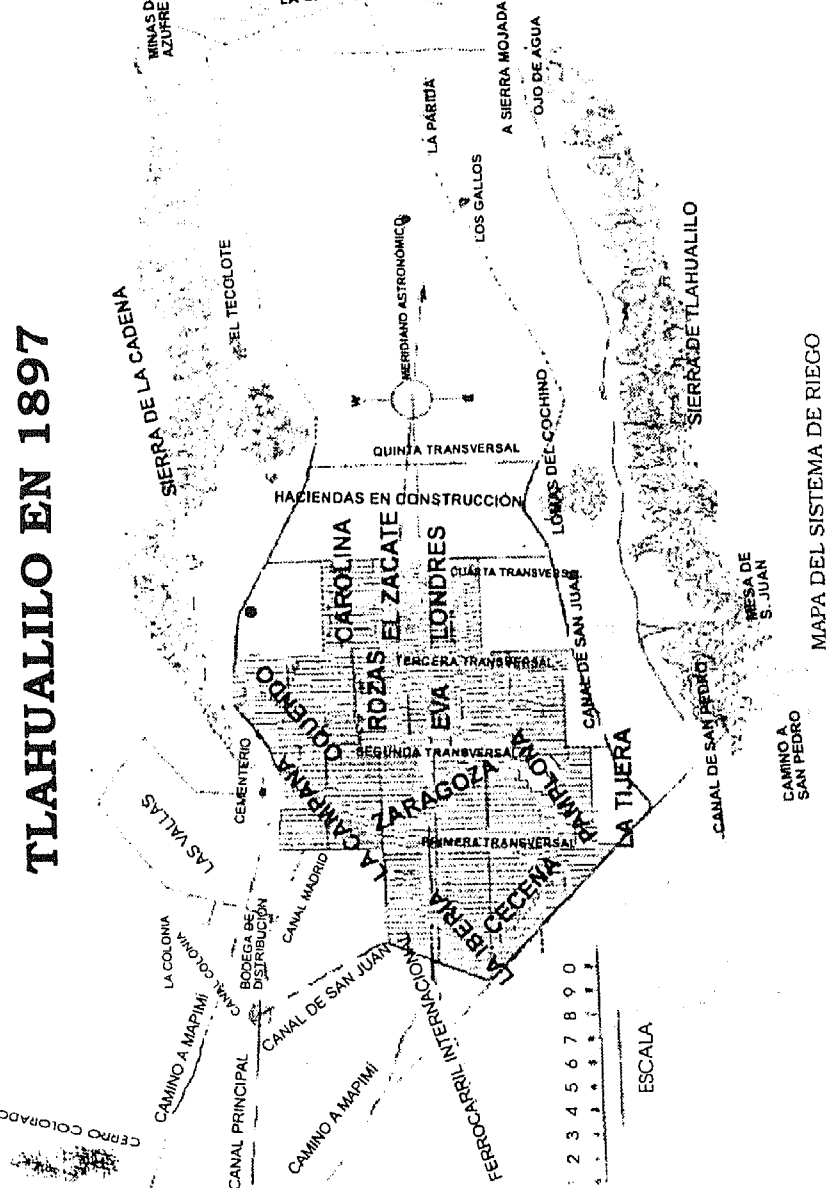 TLAHUALILO EN 1897
MINAS D
AZUFRE
SIERRA DE LA CADENA
EL TECOLOTE
LA PARIDA
LOS GALLOS
A SIERRA MOJADA
OJO DE AGUA
MERIDIANO ASTRONÓMICO
W
E
QUINTA TRANSVERSAL
HACIENDAS EN CONSTRUCCIÓN
LOMAS DEL COCHINO
SIERRA DE TLAHUALILO
CAROLINA
EL ZACATE
LONDRES
CUARTA TRANSVERSAL
ROZAS
EVA
TERCERA TRANSVERSAL
CANAL DE SAN JUAN
MESA DE
S. JUAN
OQUENDO
LA CAMPANA
SEGUNDA TRANSVERSAL
ZARAGOZA
PAMPLONA
LA TIJERA
CANAL DE SAN PEDRO
CAMINO A
SAN PEDRO
CEMENTERIO
LAS VALLAS
PRIMERA TRANSVERSAL
LA IBERIA
CECEÑA
CANAL MADRID
BODEGA DE
DISTRIBUCIÓN
LA COLONIA
CANAL COLONIA
CANAL DE SAN JUAN
CAMINO A MAPIMÍ
CANAL PRINCIPAL
CAMINO A MAPIMÍ
FERROCARRIL INTERNACIONAL
CERRO COLORADO
2 3 4 5 6 7 8 9 0
ESCALA
MAPA DEL SISTEMA DE RIEGO